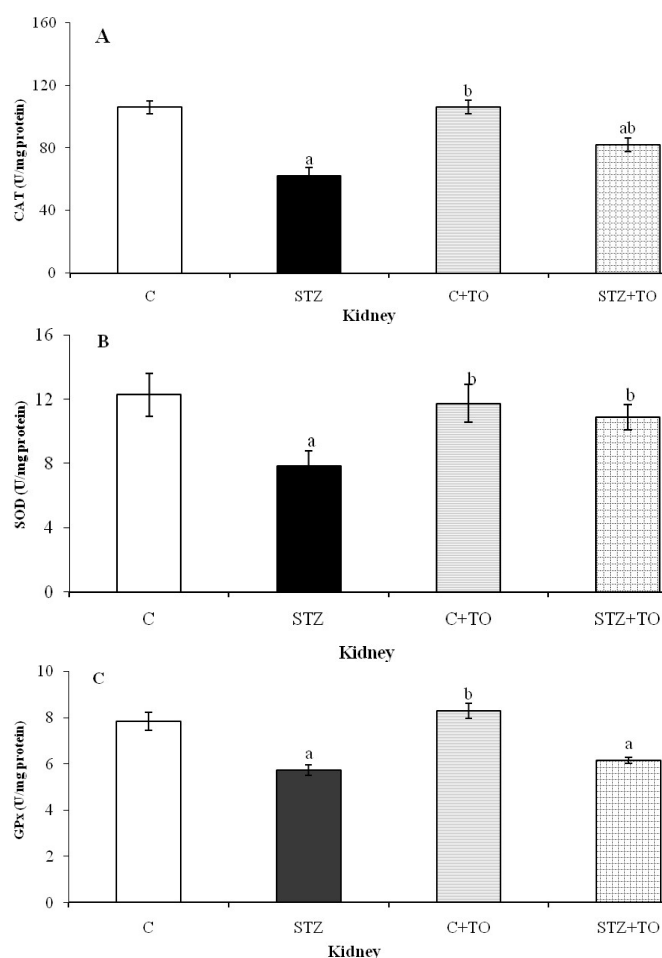 A
CAT (U/mg protein)
160
120
80
40
0
a
b
ab
C STZ C+TO STZ+TO
Kidney
B
SOD (U/mg protein)
16
12
8
4
0
a
b
b
C STZ C+TO STZ+TO
Kidney
C
GPx (U/mg protein)
10
8
6
4
2
0
a
b
a
C STZ C+TO STZ+TO
Kidney